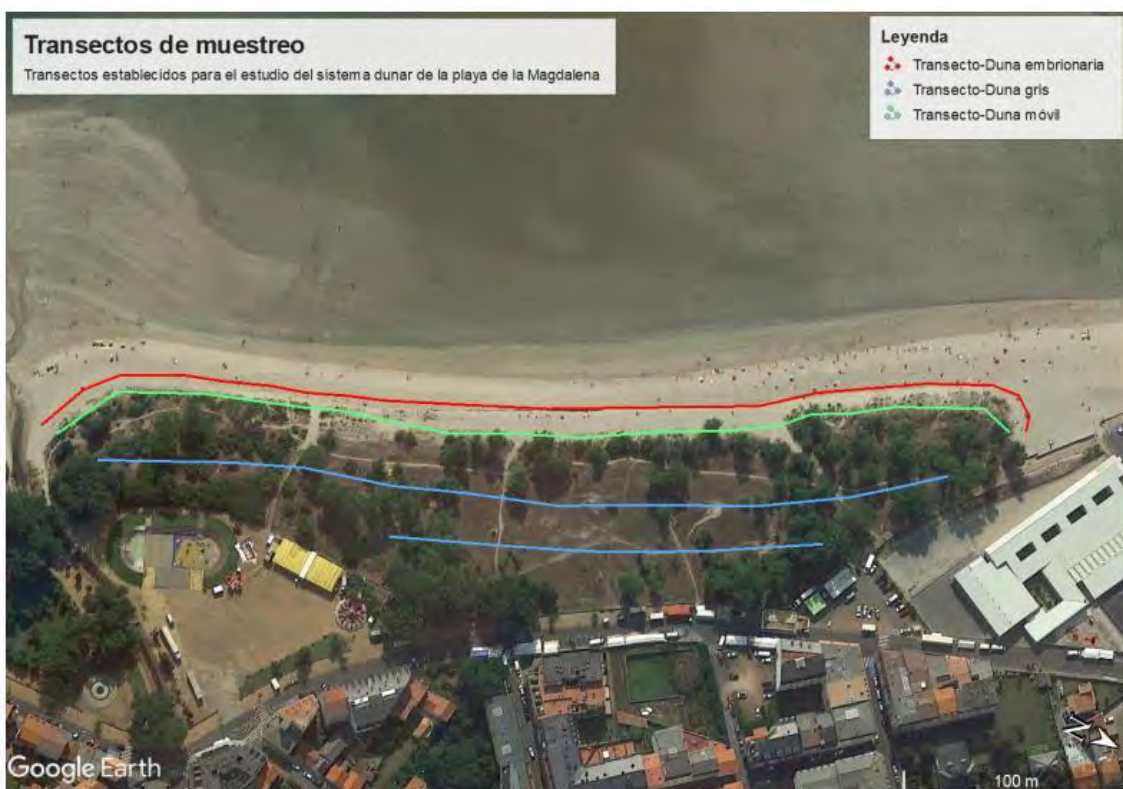 Transectos de muestreo
Transectos establecidos para el estudio del sistema dunar de la playa de la Magdalena
Leyenda
Transecto-Duna embrionaria
Transecto-Duna gris
Transecto-Duna móvil
Google Earth
N
100 m